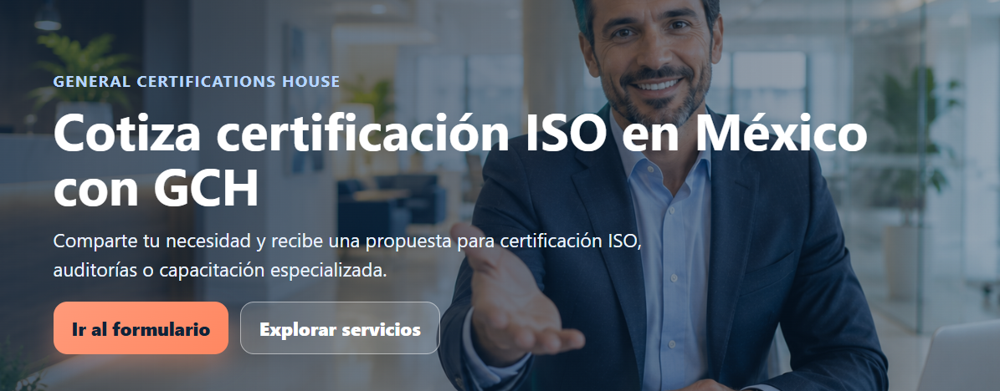 GENERAL CERTIFICATIONS HOUSE
Cotiza certificación ISO en México
con GCH
Comparte tu necesidad y recibe una propuesta para certificación ISO,
auditorías o capacitación especializada.
Ir al formulario
Explorar servicios